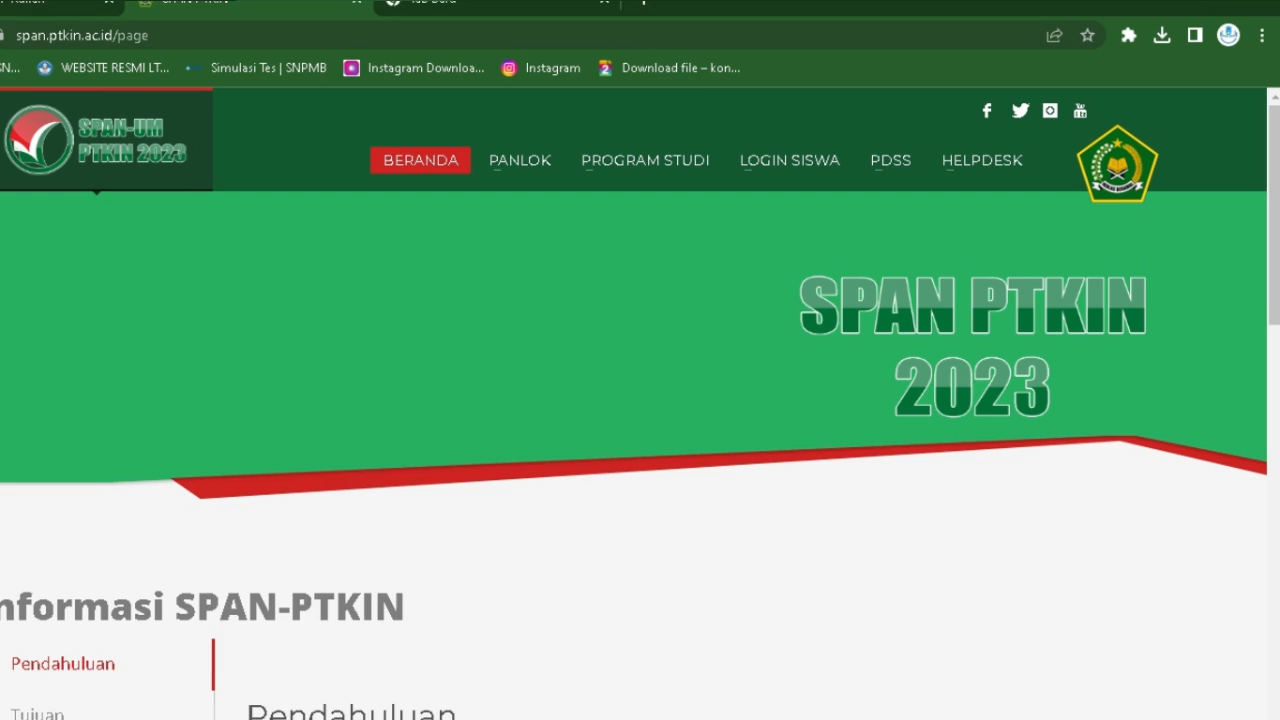 span.ptkin.ac.id/page
WEBSITE RESMI LT...
Simulasi Tes | SNPMB
Instagram Downloa...
Instagram
Download file – kon...
SPAN-UM
PTKIN 2023
BERANDA
PANLOK
PROGRAM STUDI
LOGIN SISWA
PDSS
HELPDESK
SPAN PTKIN
2023
nformasi SPAN-PTKIN
Pendahuluan
Tujuan
Pendahuluan